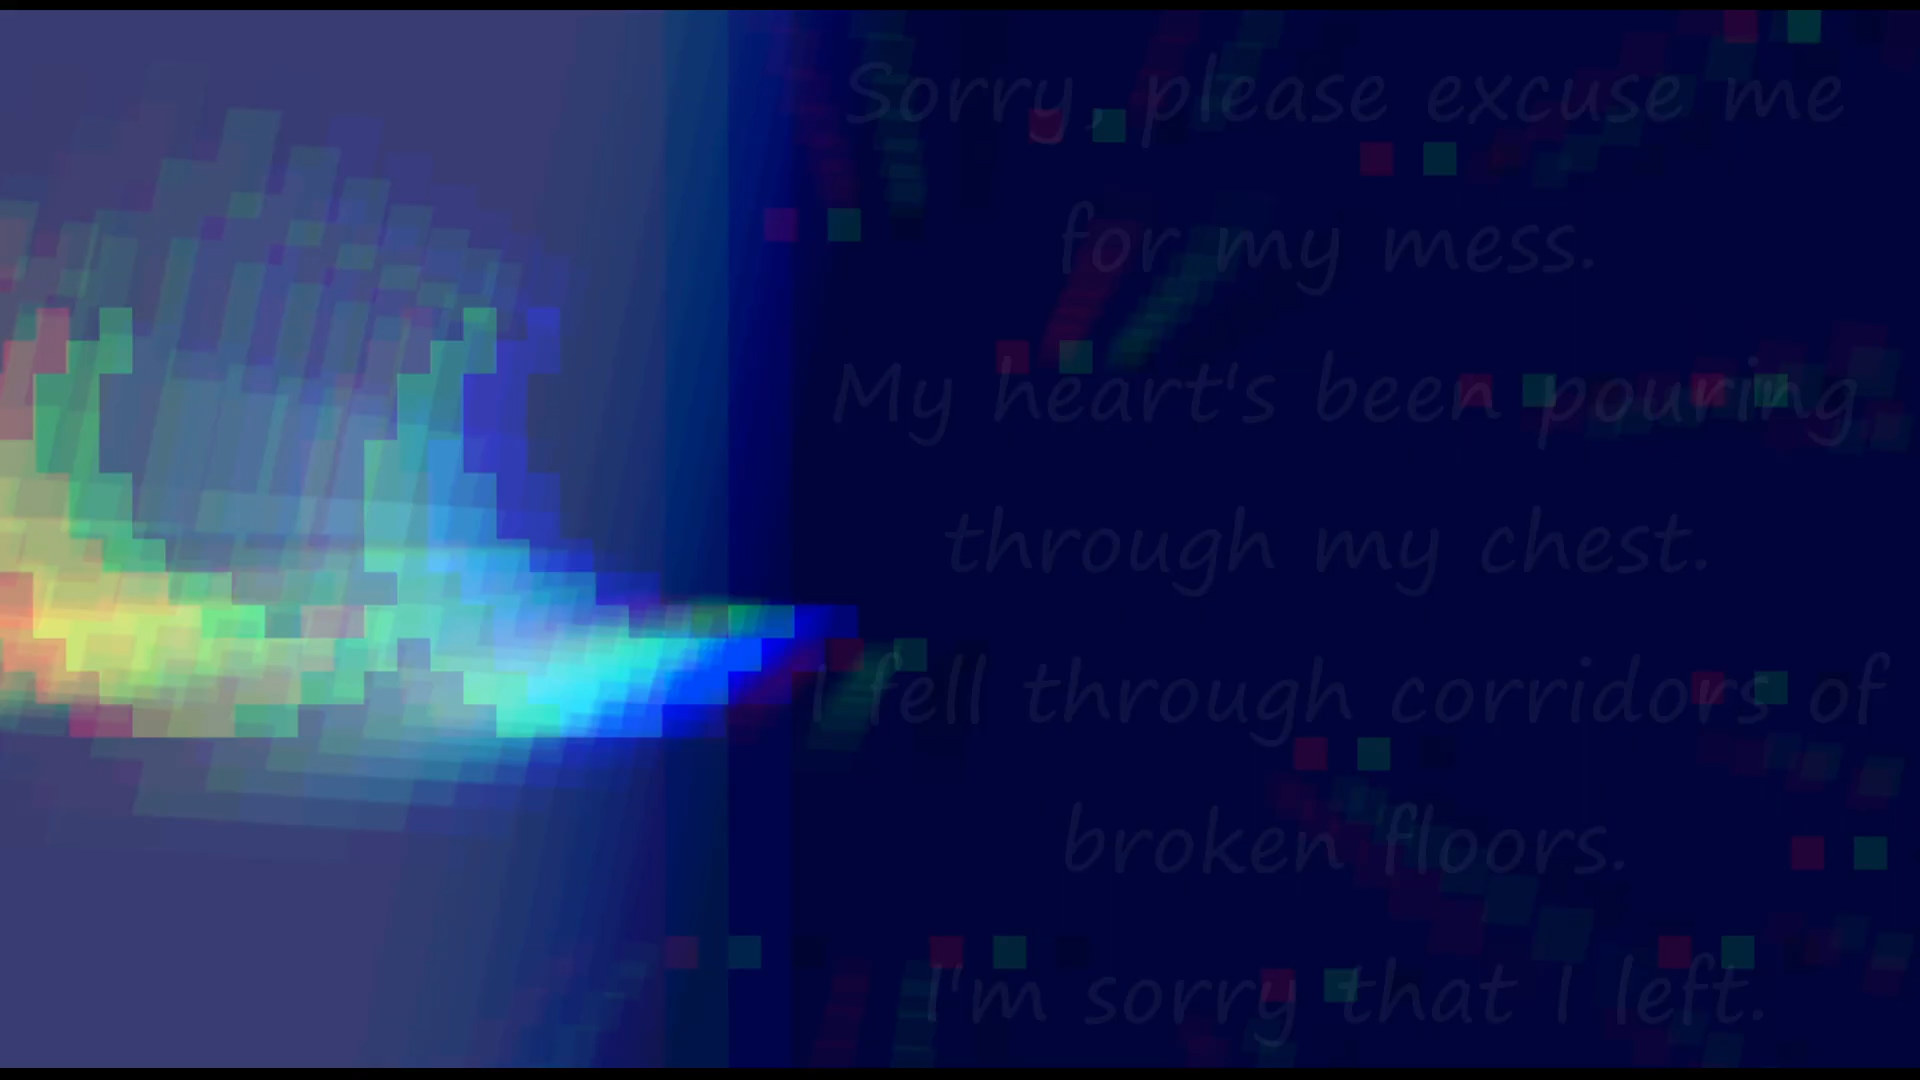 Sorry, please excuse me
for my mess.
My heart's been pouring
through my chest.
I fell through corridors of
broken floors.
I'm sorry that I left.